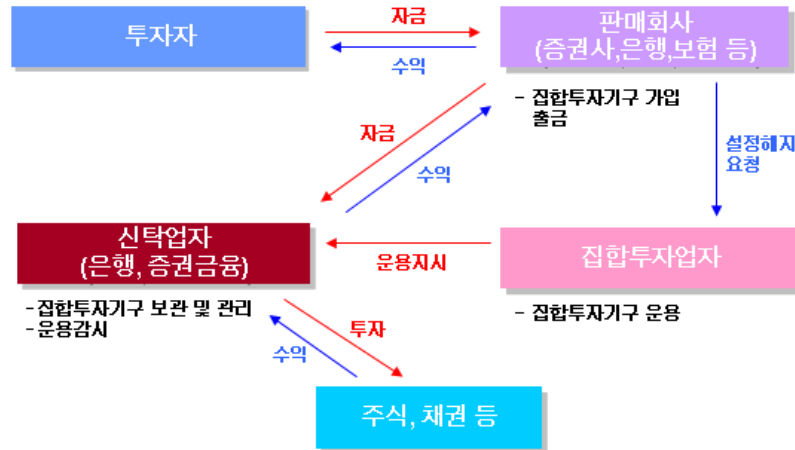 투자자
자금
수익
판매회사
(증권사,은행,보험 등)
- 집합투자기구 가입
출금
자금
수익
설정해지
요청
신탁업자
(은행, 증권금융)
운용지시
집합투자업자
-집합투자기구 보관 및 관리
-운용감시
- 집합투자기구 운용
투자
수익
주식, 채권 등